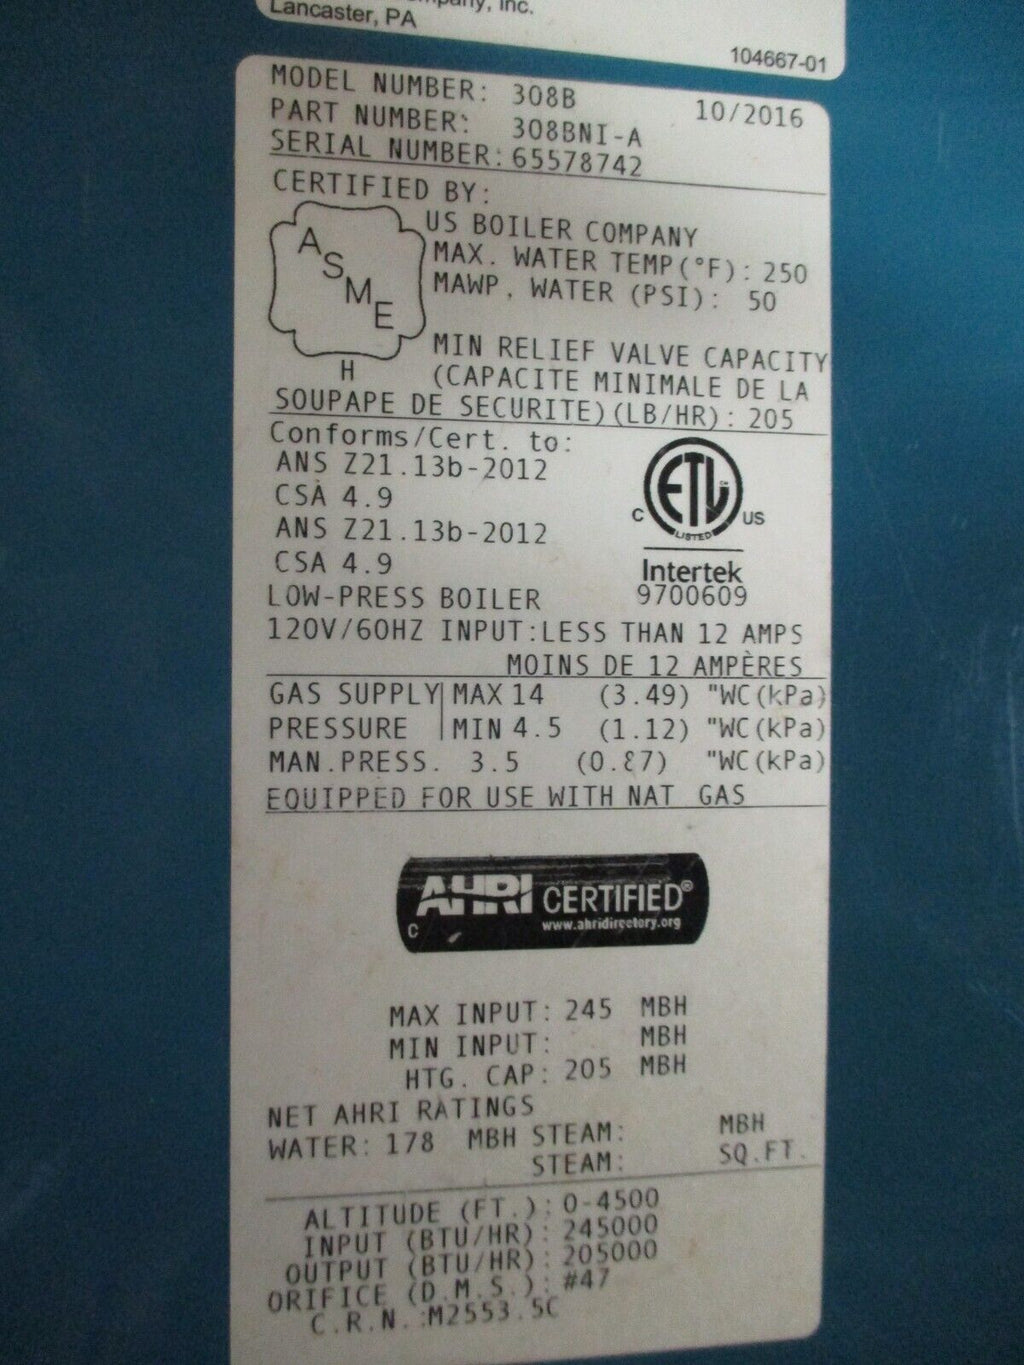 Company, Inc.
Lancaster, PA
104667-01
MODEL NUMBER: 308B 10/2016
PART NUMBER: 308BNI-A
SERIAL NUMBER: 65578742
CERTIFIED BY:
ASME
H
US BOILER COMPANY
MAX. WATER TEMP(°F): 250
MAWP, WATER (PSI): 50
MIN RELIEF VALVE CAPACITY
(CAPACITE MINIMALE DE LA
SOUPAPE DE SECURITE)(LB/HR): 205
Conforms/Cert. to:
ANS Z21.13b-2012
CSA 4.9
ANS Z21.13b-2012
CSA 4.9
C ETL US
LISTED
Intertek
9700609
LOW-PRESS BOILER
120V/60HZ INPUT:LESS THAN 12 AMPS
MOINS DE 12 AMPÈRES
GAS SUPPLY MAX 14 (3.49) "WC(kPa)
PRESSURE MIN 4.5 (1.12) "WC(kPa)
MAN.PRESS. 3.5 (0.87) "WC(kPa)
EQUIPPED FOR USE WITH NAT GAS
AHRI CERTIFIED®
C www.ahridirectory.org
MAX INPUT: 245 MBH
MIN INPUT: MBH
HTG. CAP: 205 MBH
NET AHRI RATINGS
WATER: 178 MBH STEAM: MBH
STEAM: SQ.FT.
ALTITUDE (FT.): 0-4500
INPUT (BTU/HR): 245000
OUTPUT (BTU/HR): 205000
ORIFICE (D.M.S.): #47
C.R.N.:M2553.5C